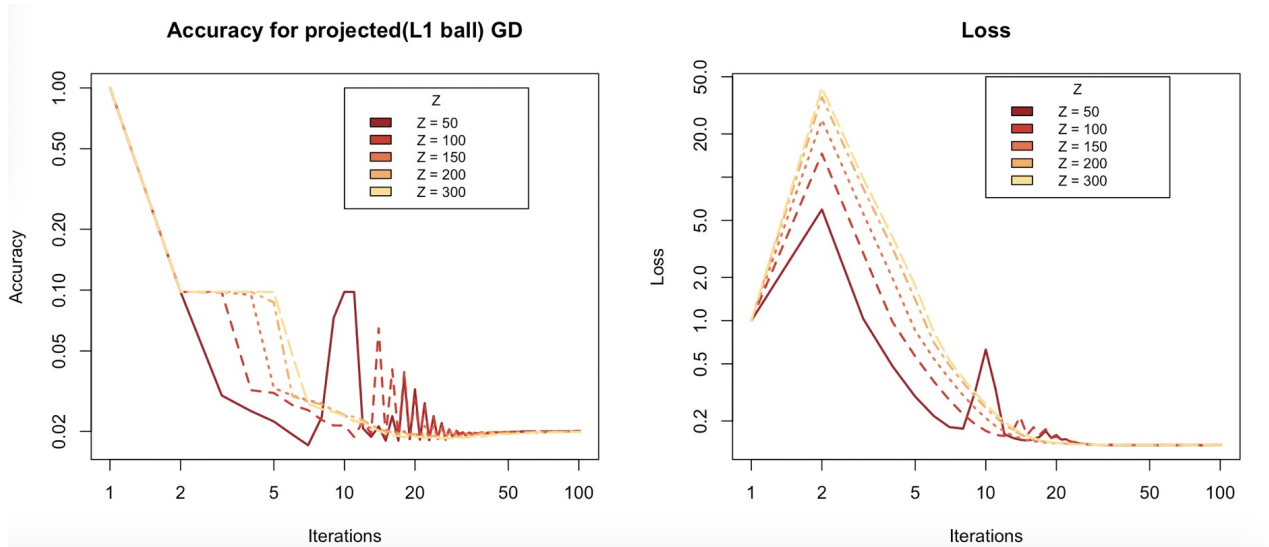 Accuracy for projected(L1 ball) GD
Accuracy
1.00
0.50
0.20
0.10
0.05
0.02
Z
Z = 50
Z = 100
Z = 150
Z = 200
Z = 300
1 2 5 10 20 50 100
Iterations
Loss
Loss
50.0
20.0
5.0
2.0
1.0
0.5
0.2
Z
Z = 50
Z = 100
Z = 150
Z = 200
Z = 300
1 2 5 10 20 50 100
Iterations